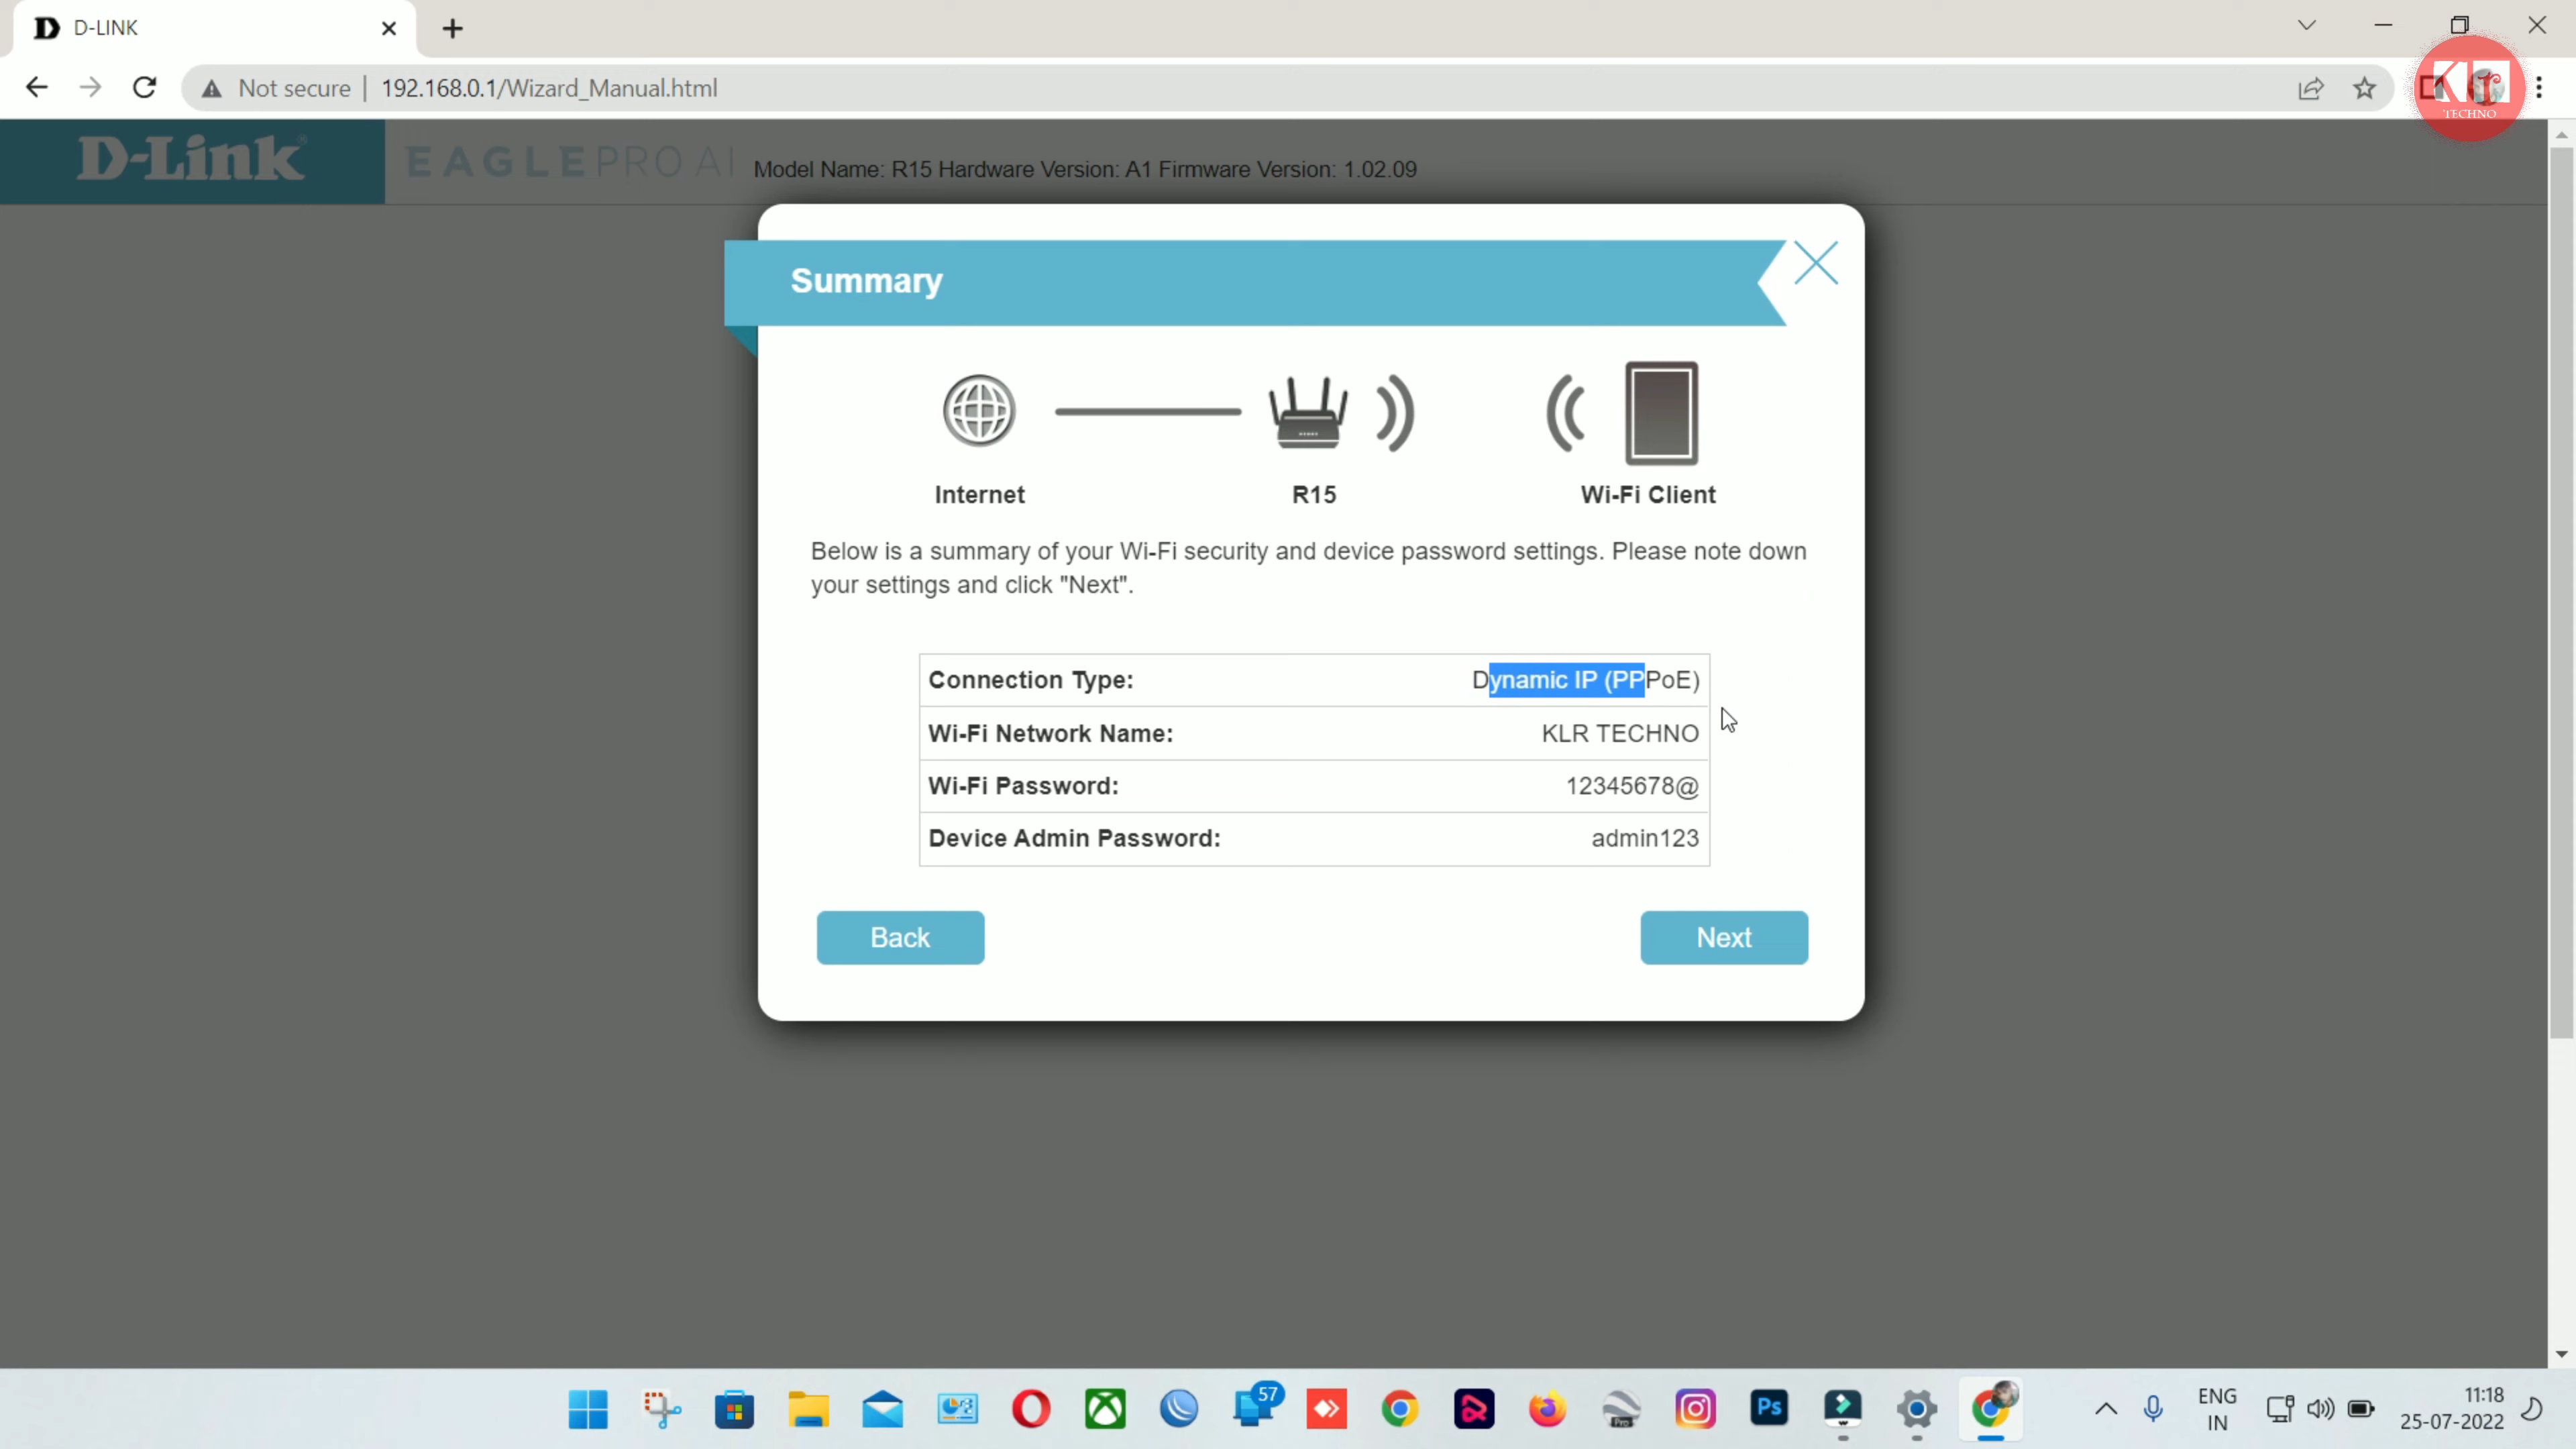 D-LINK
Not secure | 192.168.0.1/Wizard_Manual.html
TECHNO
D-Link
EAGLE PRO AI
Model Name: R15 Hardware Version: A1 Firmware Version: 1.02.09
Summary
Internet
R15
Wi-Fi Client
Below is a summary of your Wi-Fi security and device password settings. Please note down
your settings and click "Next".
Connection Type: Dynamic IP (PPPoE)
Wi-Fi Network Name: KLR TECHNO
Wi-Fi Password: 12345678@
Device Admin Password: admin123
Back
Next
57
Pro
Ps
ENG
IN
11:18
25-07-2022